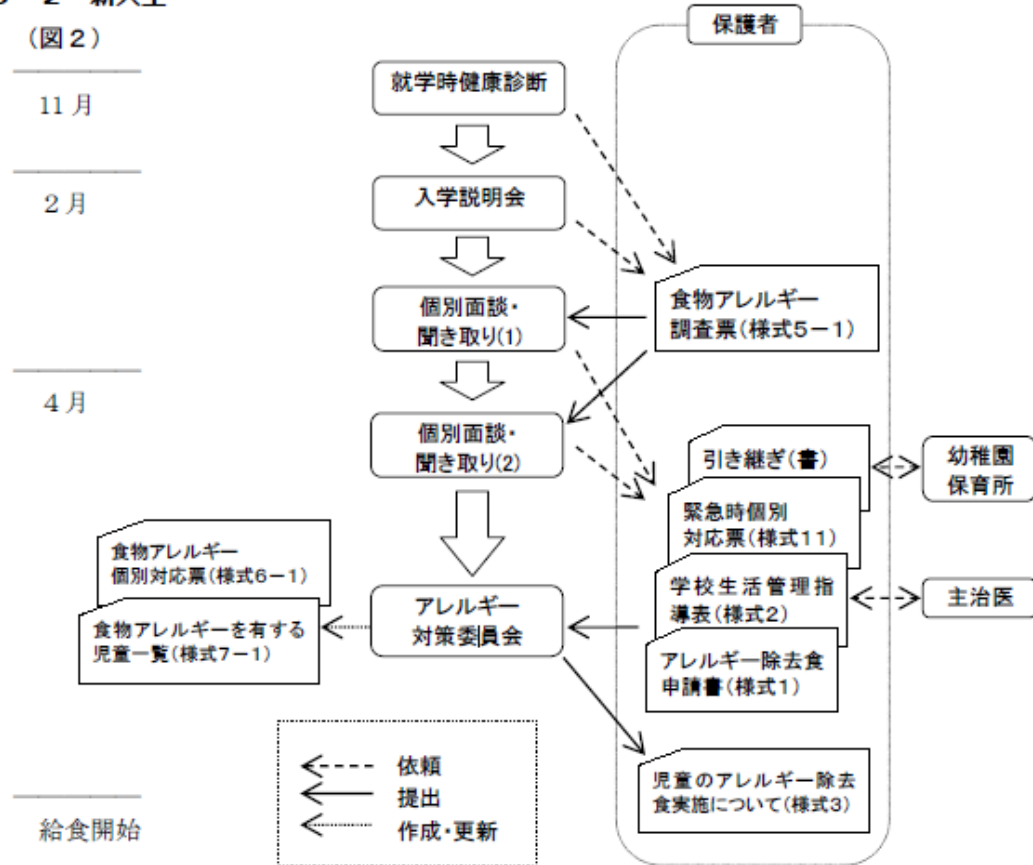 (図2)
保護者
就学時健康診断
11月
入学説明会
2月
食物アレルギー
調査票(様式5-1)
個別面談・
聞き取り(1)
4月
個別面談・
聞き取り(2)
引き継ぎ(書)
幼稚園
保育所
緊急時個別
対応票(様式11)
食物アレルギー
個別対応票(様式6-1)
学校生活管理指
導表(様式2)
主治医
食物アレルギーを有する
児童一覧(様式7-1)
アレルギー
対策委員会
アレルギー除去食
申請書(様式1)
依頼
提出
作成・更新
児童のアレルギー除去
食実施について(様式3)
給食開始